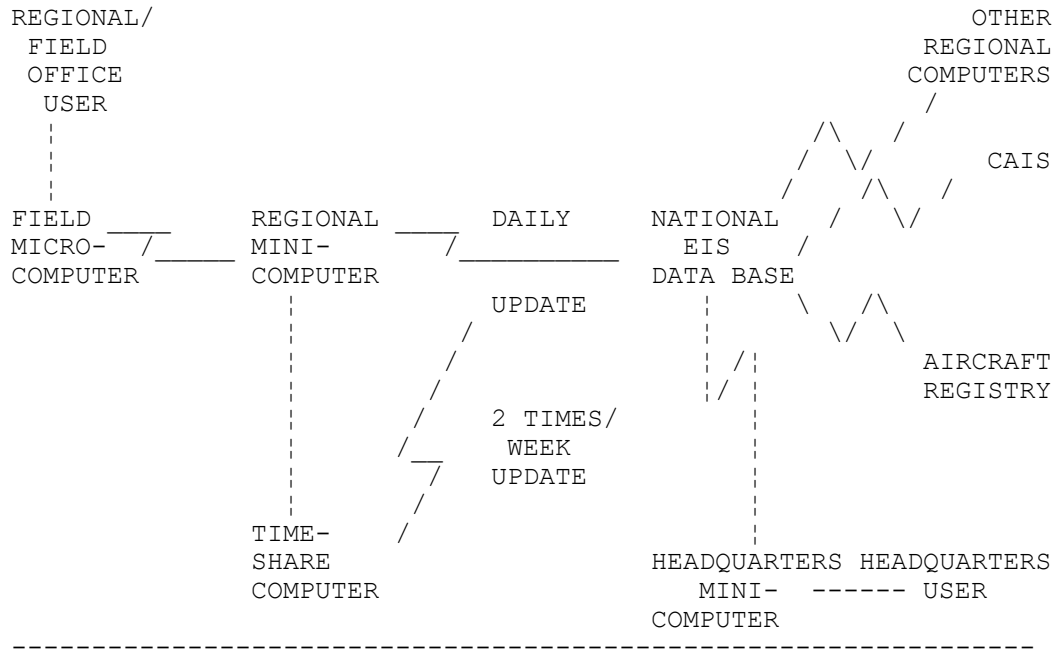 REGIONAL/ OTHER
FIELD REGIONAL
OFFICE COMPUTERS
USER
CAIS
FIELD REGIONAL DAILY NATIONAL
MICRO- MINI- EIS
COMPUTER COMPUTER DATA BASE
UPDATE
AIRCRAFT
REGISTRY
2 TIMES/
WEEK
UPDATE
TIME-
SHARE HEADQUARTERS HEADQUARTERS
COMPUTER MINI- USER
COMPUTER